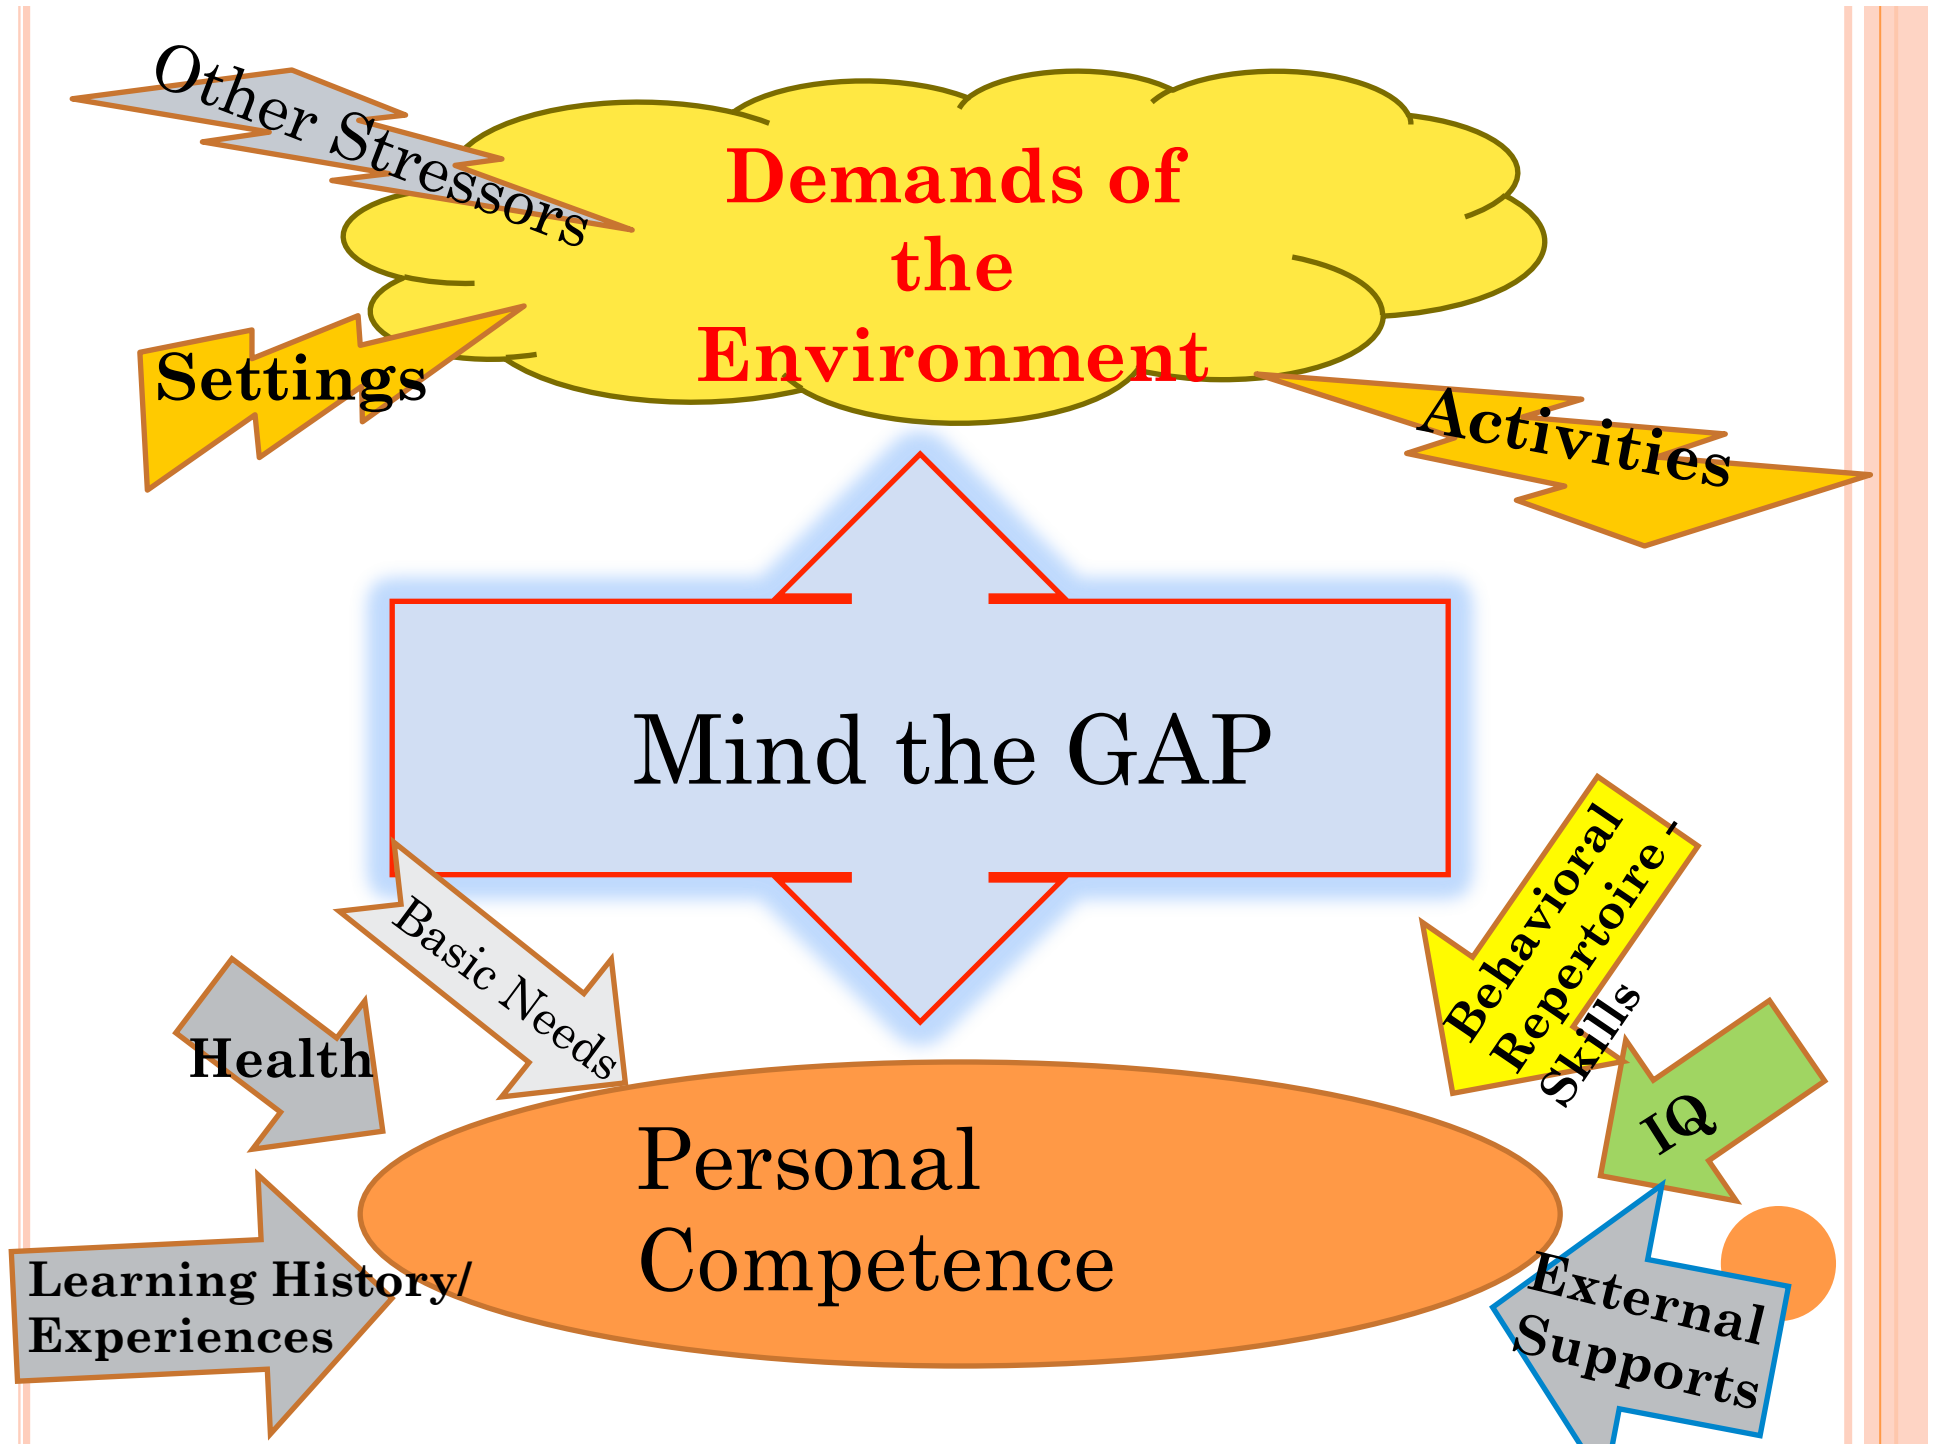 Other Stressors
Demands of
the
Environment
Settings
Activities
Mind the GAP
Behavioral
Repertoire -
Skills
Basic Needs
Health
IQ
Personal
Competence
Learning History/
Experiences
External
Supports